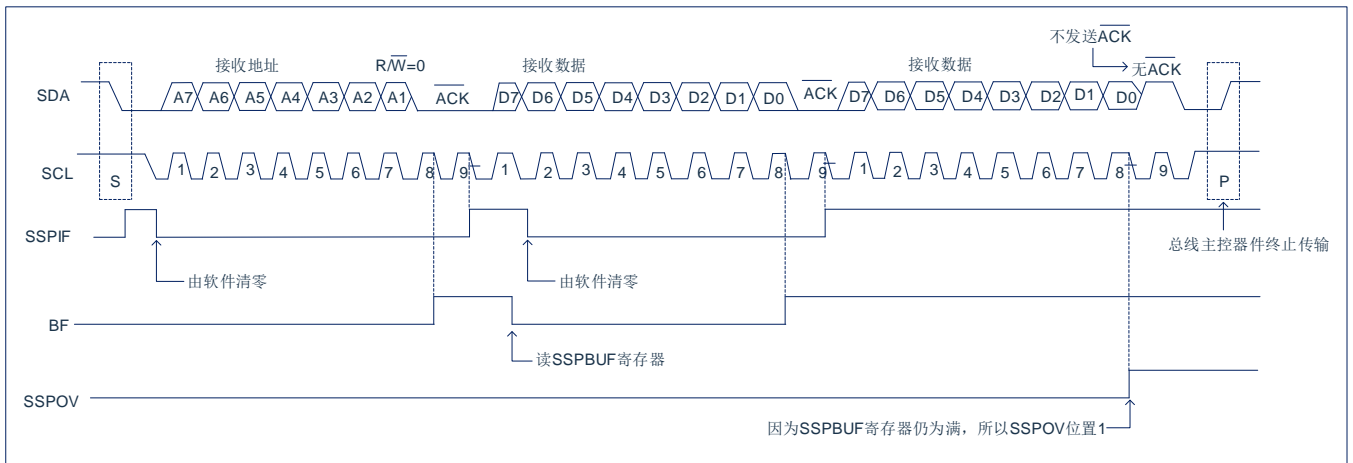 不发送ACK
接收地址 R/W=0 接收数据 接收数据 无ACK
SDA A7 A6 A5 A4 A3 A2 A1 ACK D7 D6 D5 D4 D3 D2 D1 D0 ACK D7 D6 D5 D4 D3 D2 D1 D0
SCL S 1 2 3 4 5 6 7 8 9 1 2 3 4 5 6 7 8 9 1 2 3 4 5 6 7 8 9 P
SSPIF
总线主控器件终止传输
由软件清零 由软件清零
BF
读SSPBUF寄存器
SSPOV
因为SSPBUF寄存器仍为满，所以SSPOV位置1